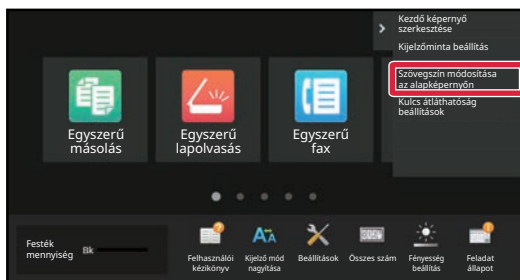 Kezdő képernyő
szerkesztése
Kijelzőminta beállítás
Szövegszín módosítása
az alapképernyőn
Kulcs átláthatóság
beállítások
Egyszerű
másolás
Egyszerű
lapolvasás
Egyszerű
fax
Festék
mennyiség
Bk
Felhasználói
kézikönyv
Kijelző mód
nagyítása
Beállítások
Összes szám
Fényesség
beállítás
Feladat
állapot